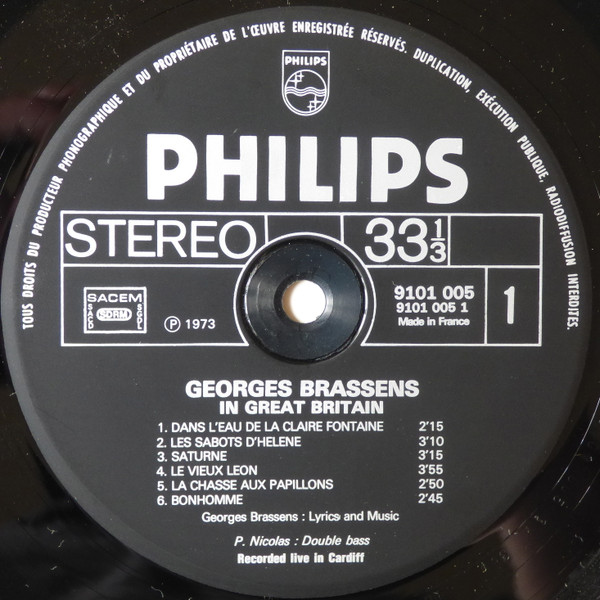 TOUS DROITS DU PRODUCTEUR PHONOGRAPHIQUE ET DU PROPRIÉTAIRE DE L'ŒUVRE ENREGISTRÉE RÉSERVÉS. DUPLICATION, EXÉCUTION PUBLIQUE, RADIODIFFUSION INTERDITES.
PHILIPS
PHILIPS
STEREO 33 1/3
SACEM
SACD SDRM SGDL
℗ 1973
9101 005
9101 005 1
Made in France
1
GEORGES BRASSENS
IN GREAT BRITAIN
1. DANS L'EAU DE LA CLAIRE FONTAINE 2'15
2. LES SABOTS D'HELENE 3'10
3. SATURNE 3'15
4. LE VIEUX LEON 3'55
5. LA CHASSE AUX PAPILLONS 2'50
6. BONHOMME 2'45
Georges Brassens : Lyrics and Music
P. Nicolas : Double bass
Recorded live in Cardiff